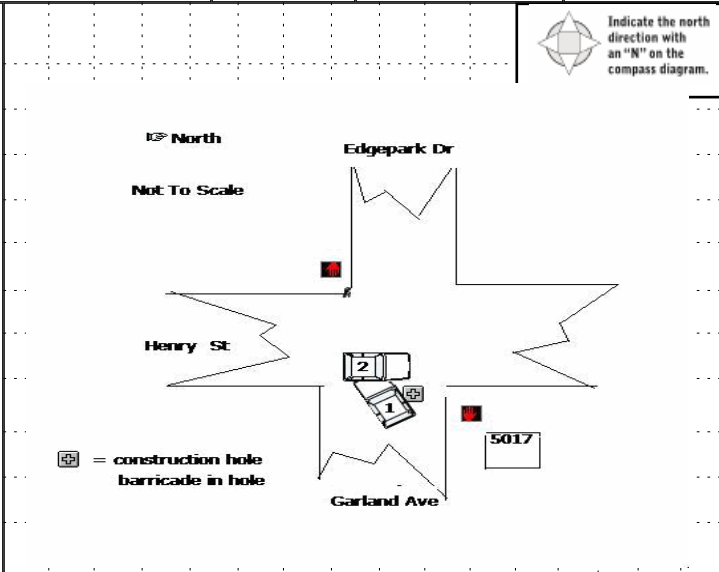 Indicate the north
direction with
an "N" on the
compass diagram.
North
Edgepark Dr
Not To Scale
Henry St
2
1
5017
= construction hole
barricade in hole
Garland Ave